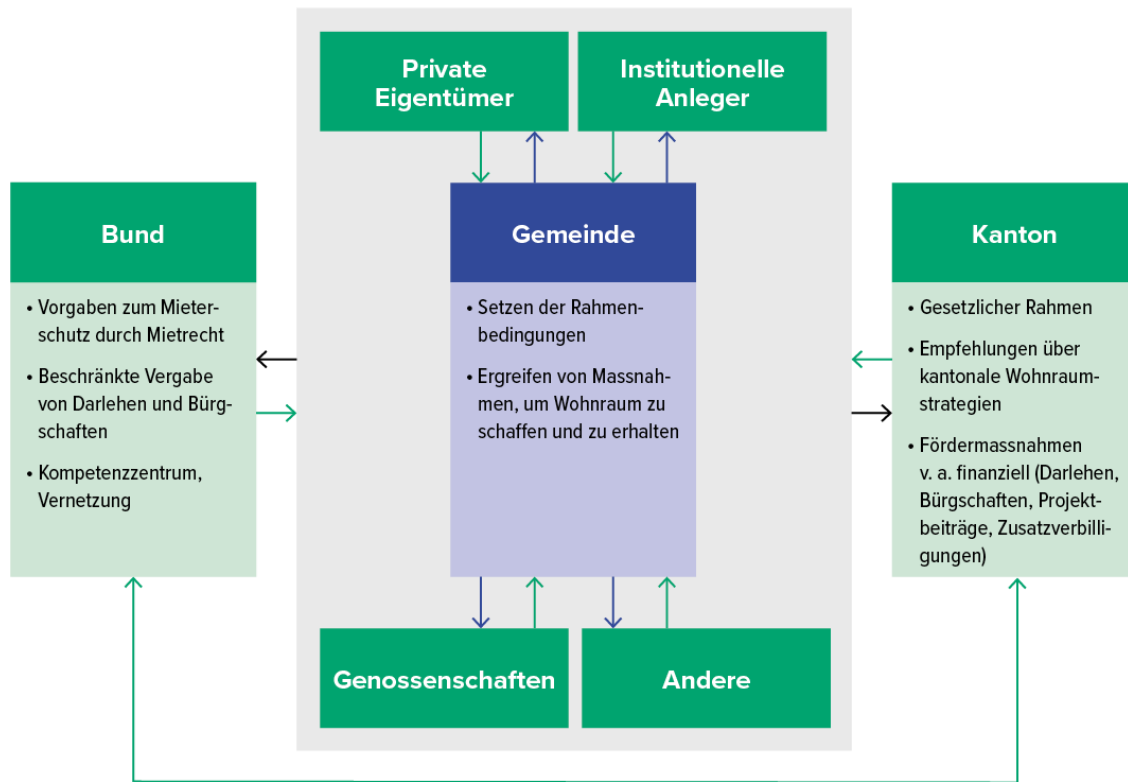 Private
Eigentümer
Institutionelle
Anleger
Bund
• Vorgaben zum Mieter-
schutz durch Mietrecht
• Beschränkte Vergabe
von Darlehen und Bürg-
schaften
• Kompetenzzentrum,
Vernetzung
Gemeinde
• Setzen der Rahmen-
bedingungen
• Ergreifen von Massnah-
men, um Wohnraum zu
schaffen und zu erhalten
Kanton
• Gesetzlicher Rahmen
• Empfehlungen über
kantonale Wohnraum-
strategien
• Fördermassnahmen
v. a. finanziell (Darlehen,
Bürgschaften, Projekt-
beiträge, Zusatzverbilli-
gungen)
Genossenschaften
Andere